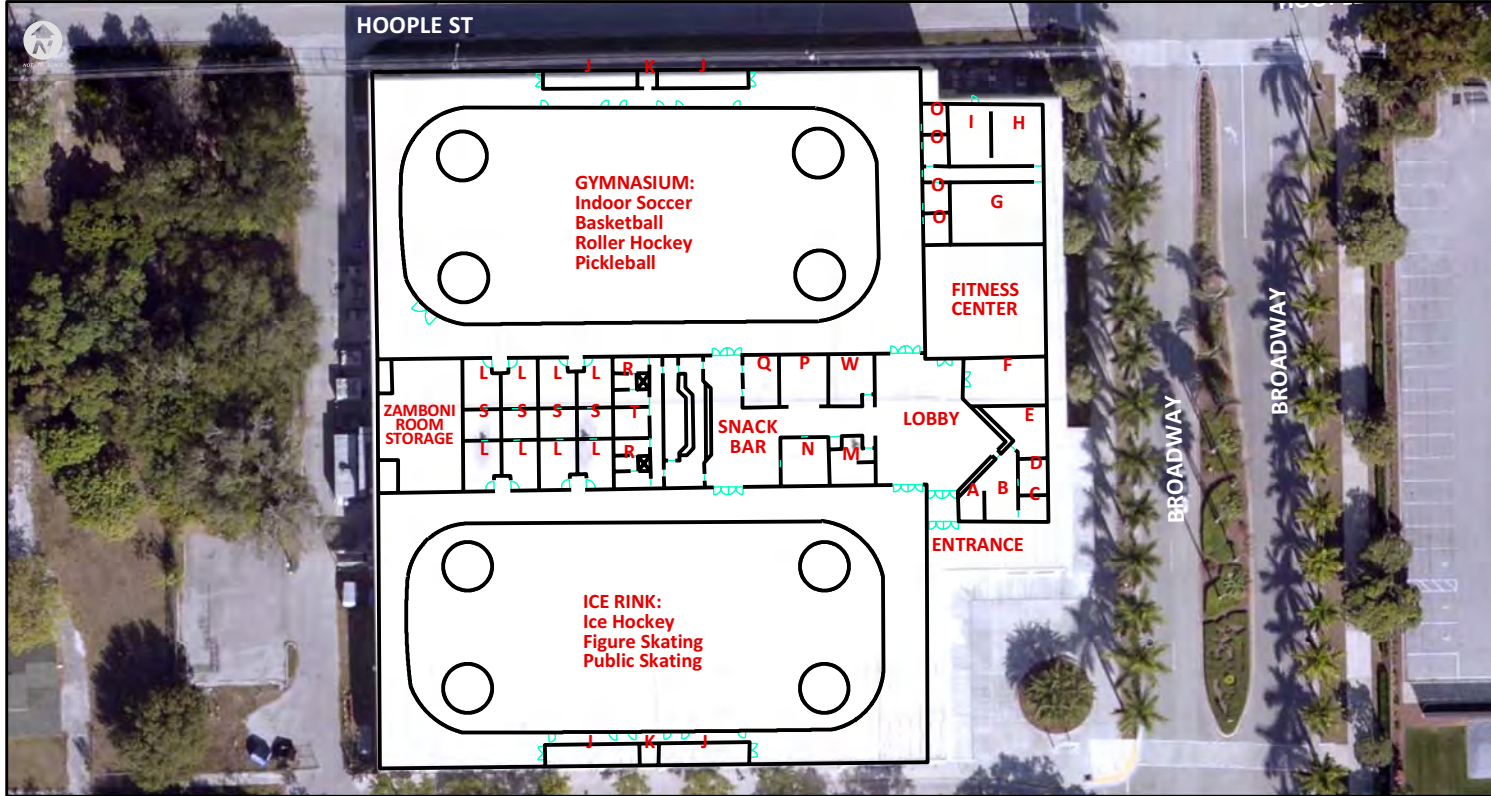 HOOPLE ST
N
J K J
O
O
I H
GYMNASIUM:
Indoor Soccer
Basketball
Roller Hockey
Pickleball
O
O
G
FITNESS
CENTER
BROADWAY
BROADWAY
L L L L R
Q P W
F
ZAMBONI
ROOM
STORAGE
S S S S T
SNACK
BAR
LOBBY
E
L L L L R
N M
D
A B C
ENTRANCE
ICE RINK:
Ice Hockey
Figure Skating
Public Skating
J K J